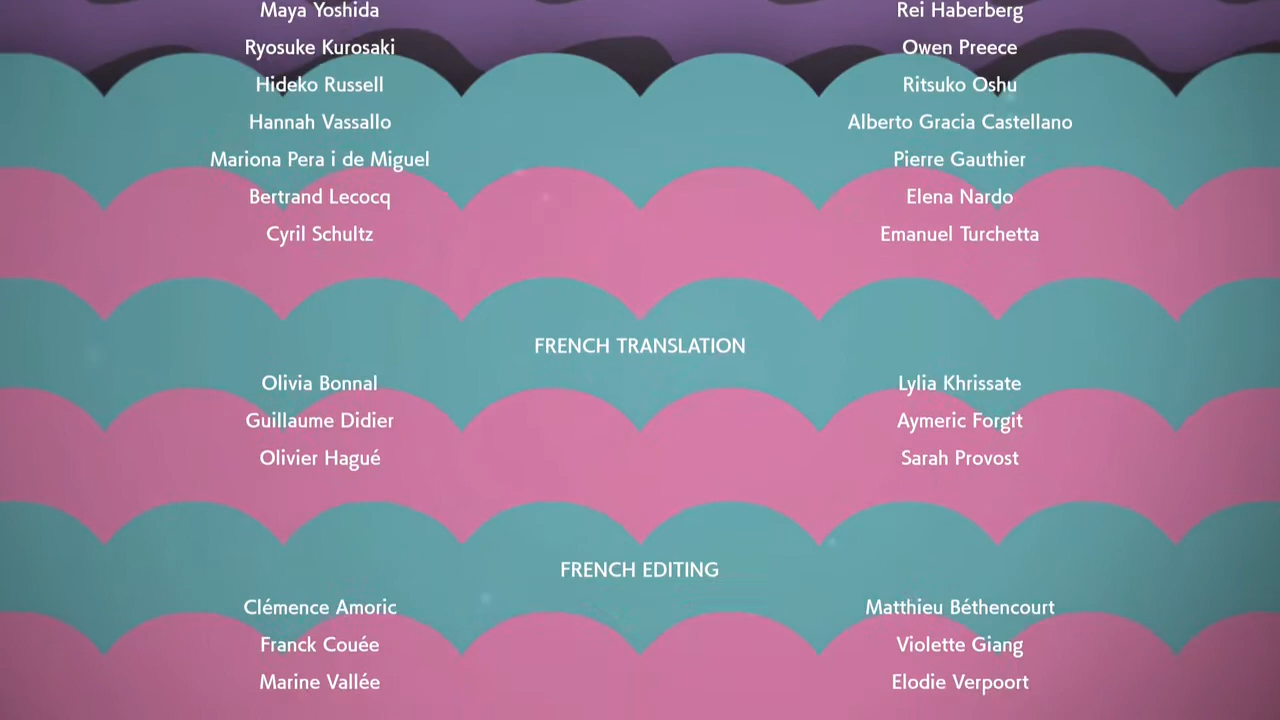 Maya Yoshida Rei Haberberg
Ryosuke Kurosaki Owen Preece
Hideko Russell Ritsuko Oshu
Hannah Vassallo Alberto Gracia Castellano
Mariona Pera i de Miguel Pierre Gauthier
Bertrand Lecocq Elena Nardo
Cyril Schultz Emanuel Turchetta
FRENCH TRANSLATION
Olivia Bonnal Lylia Khrissate
Guillaume Didier Aymeric Forgit
Olivier Hagué Sarah Provost
FRENCH EDITING
Clémence Amoric Matthieu Béthencourt
Franck Couée Violette Giang
Marine Vallée Elodie Verpoort